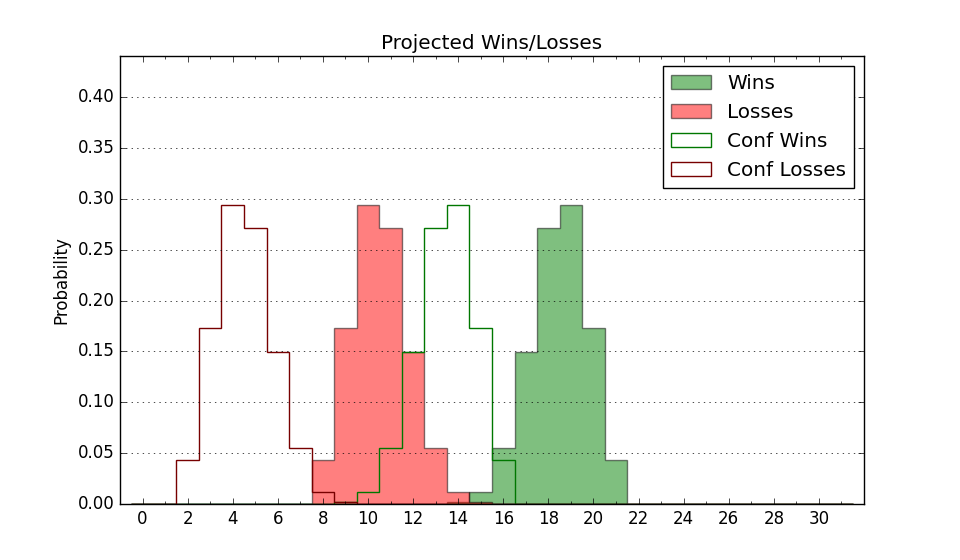 Projected Wins/Losses
Wins
Losses
Conf Wins
Conf Losses
Probability
0.40
0.35
0.30
0.25
0.20
0.15
0.10
0.05
0.00
0 2 4 6 8 10 12 14 16 18 20 22 24 26 28 30